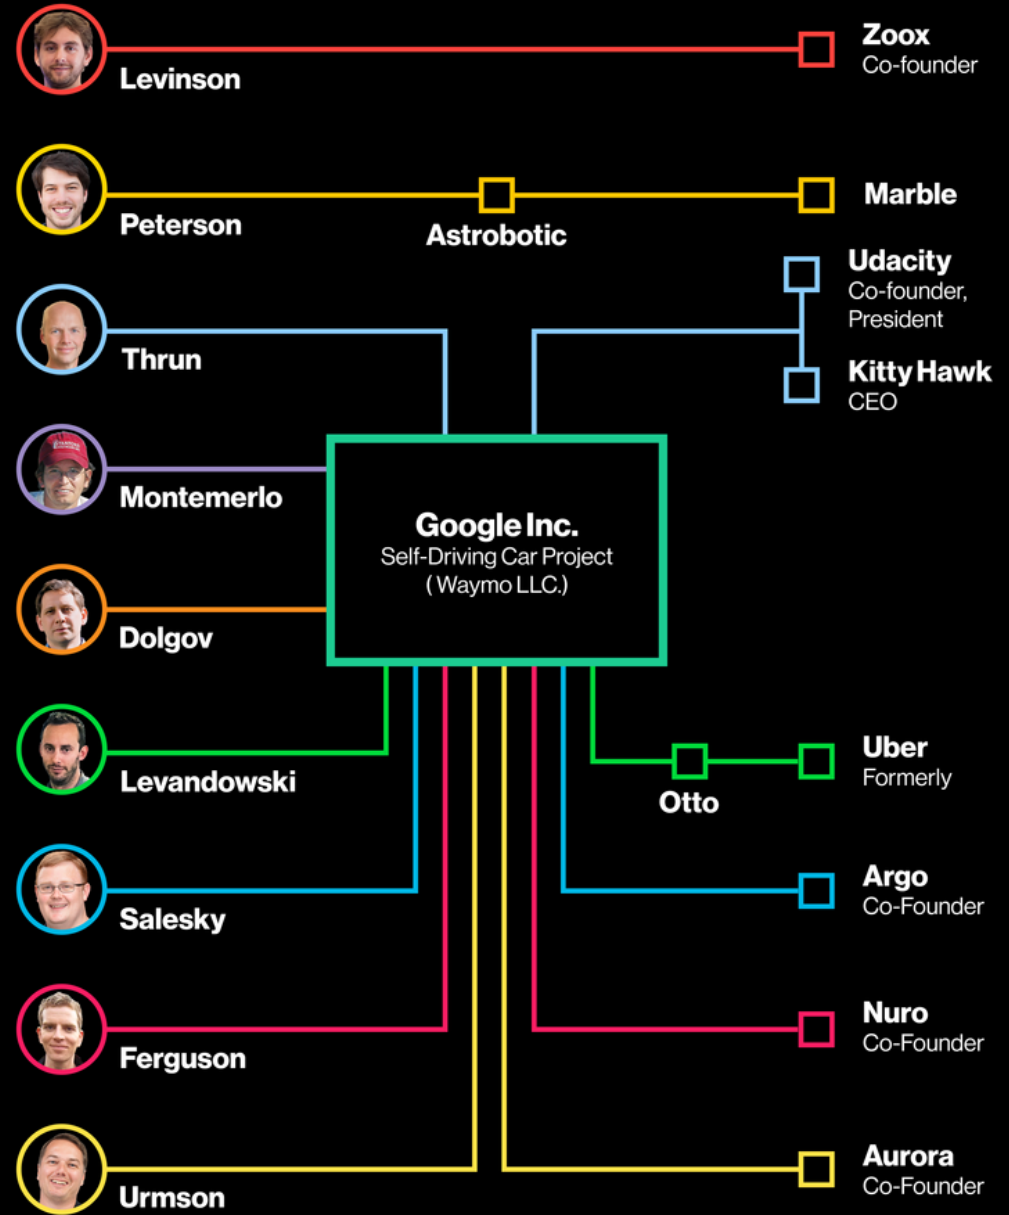 Levinson
Zoox
Co-founder
Peterson
Astrobotic
Marble
Thrun
Udacity
Co-founder,
President
Kitty Hawk
CEO
Montemerlo
Google Inc.
Self-Driving Car Project
( Waymo LLC.)
Dolgov
Levandowski
Otto
Uber
Formerly
Salesky
Argo
Co-Founder
Ferguson
Nuro
Co-Founder
Urmson
Aurora
Co-Founder